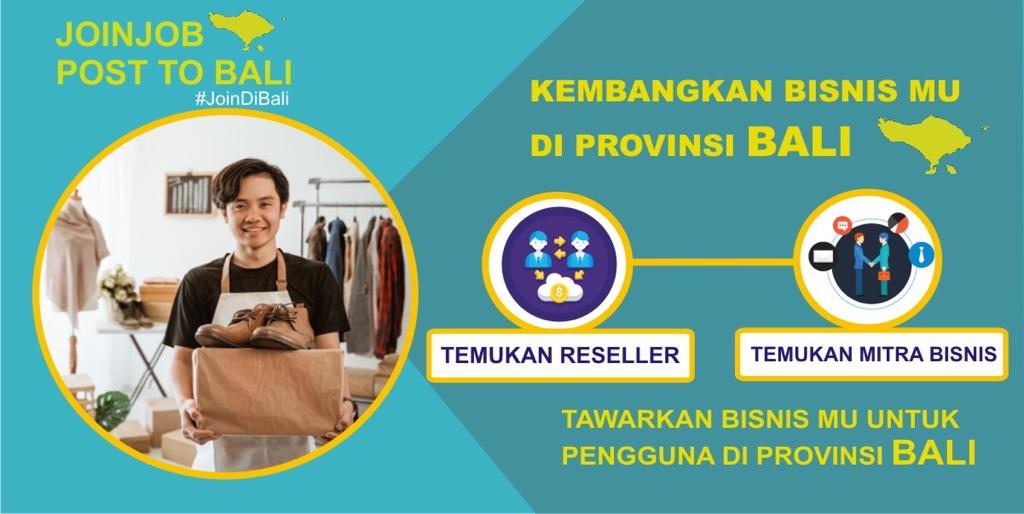 JOINJOB
POST TO BALI
#JoinDiBali
KEMBANGKAN BISNIS MU
DI PROVINSI BALI
TEMUKAN RESELLER
TEMUKAN MITRA BISNIS
TAWARKAN BISNIS MU UNTUK
PENGGUNA DI PROVINSI BALI